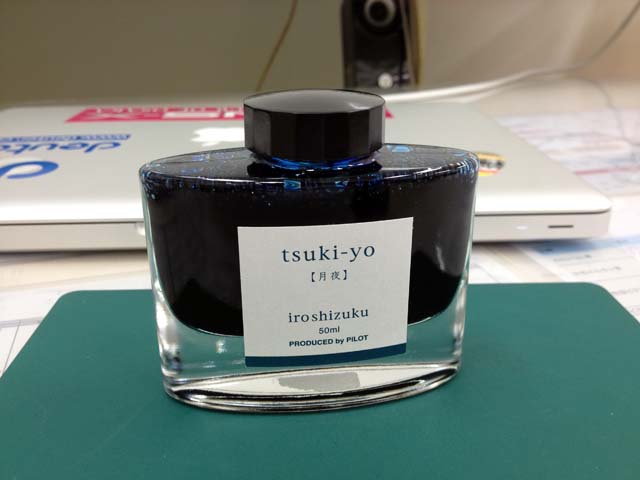 tsuki-yo
【月夜】
iroshizuku
50ml
PRODUCED by PILOT